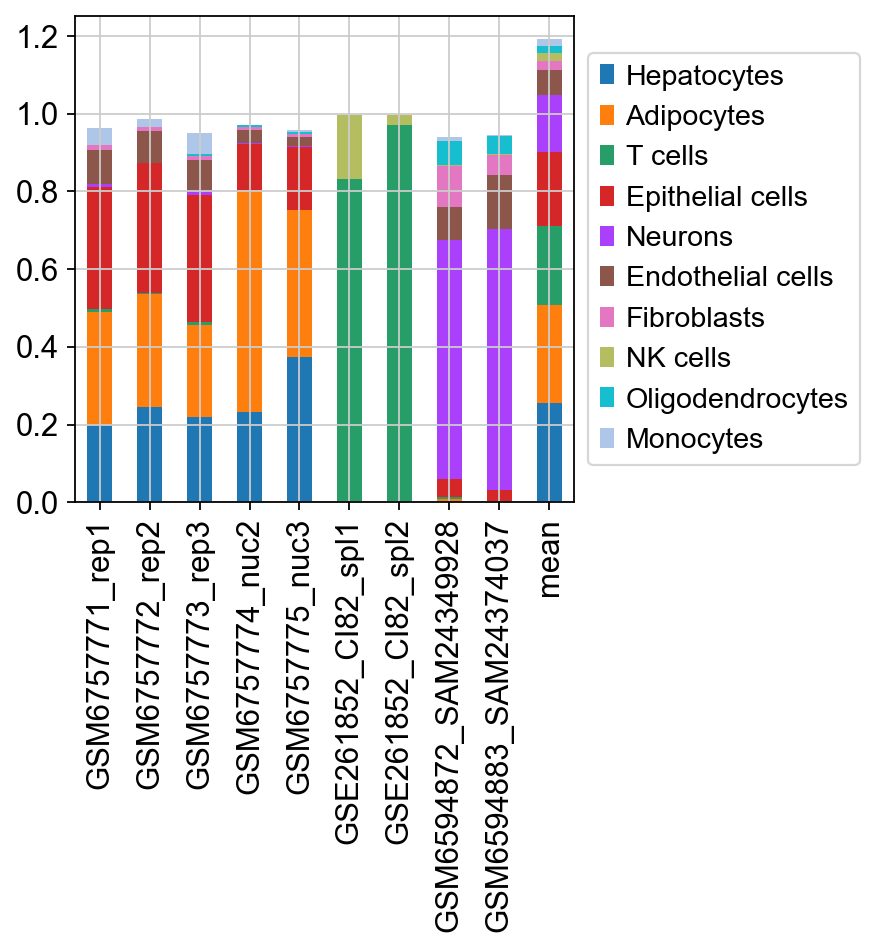 1.2
1.0
0.8
0.6
0.4
0.2
0.0
GSM6757771_rep1
GSM6757772_rep2
GSM6757773_rep3
GSM6757774_nuc2
GSM6757775_nuc3
GSE261852_CI82_spl1
GSE261852_CI82_spl2
GSM6594872_SAM24349928
GSM6594883_SAM24374037
mean
Hepatocytes
Adipocytes
T cells
Epithelial cells
Neurons
Endothelial cells
Fibroblasts
NK cells
Oligodendrocytes
Monocytes